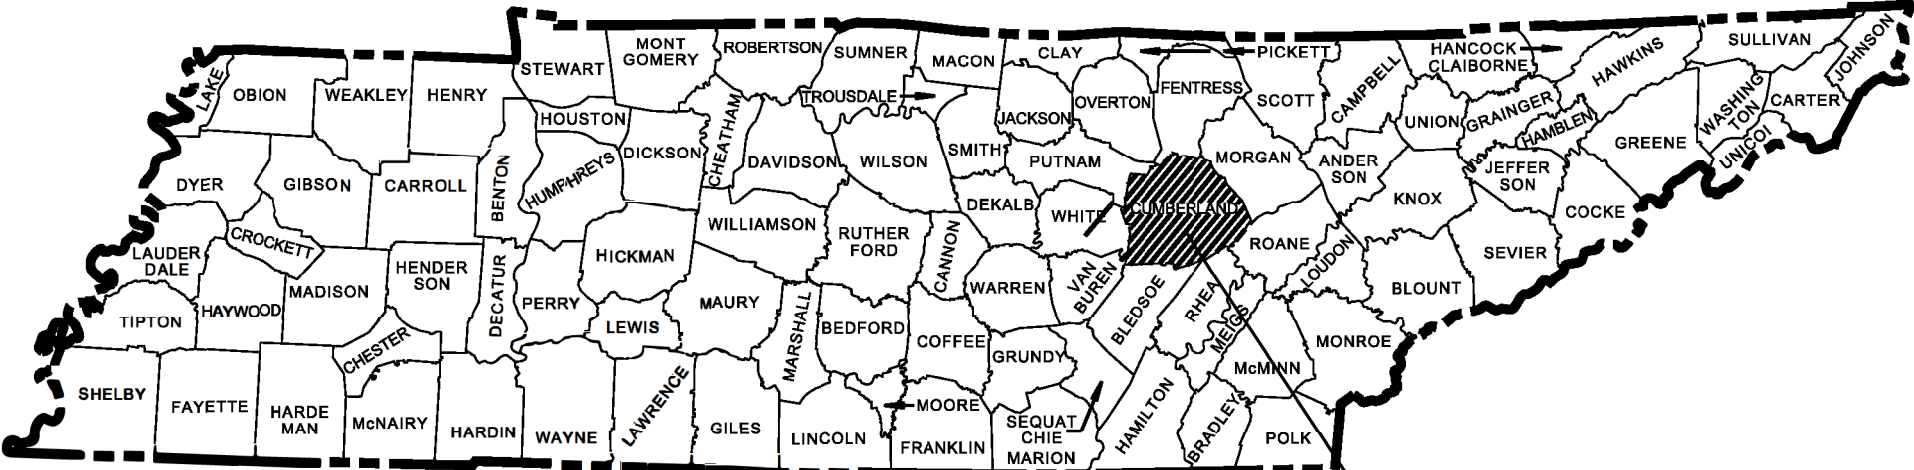 MONT
GOMERY
ROBERTSON
SUMNER
MACON
CLAY
PICKETT
HANCOCK
CLAIBORNE
HAWKINS
SULLIVAN
JOHNSON
STEWART
LAKE
OBION
WEAKLEY
HENRY
HOUSTON
CHEATHAM
TROUSDALE
JACKSON
OVERTON
FENTRESS
SCOTT
CAMPBELL
UNION
GRAINGER
HAMBLEN
GREENE
WASHING
TON
CARTER
UNICOI
DYER
GIBSON
CARROLL
BENTON
HUMPHREYS
DICKSON
DAVIDSON
WILSON
SMITH
PUTNAM
MORGAN
ANDER
SON
KNOX
JEFFER
SON
COCKE
CROCKETT
LAUDER
DALE
WILLIAMSON
RUTHER
FORD
CANNON
DEKALB
WHITE
CUMBERLAND
ROANE
LOUDON
BLOUNT
SEVIER
TIPTON
HAYWOOD
MADISON
HENDER
SON
DECATUR
PERRY
HICKMAN
LEWIS
MAURY
MARSHALL
BEDFORD
WARREN
VAN
BUREN
BLEDSOE
RHEA
MEIGS
MONROE
CHESTER
COFFEE
GRUNDY
McMINN
SHELBY
FAYETTE
HARDE
MAN
McNAIRY
HARDIN
WAYNE
LAWRENCE
GILES
LINCOLN
MOORE
FRANKLIN
SEQUAT
CHIE
MARION
HAMILTON
BRADLEY
POLK